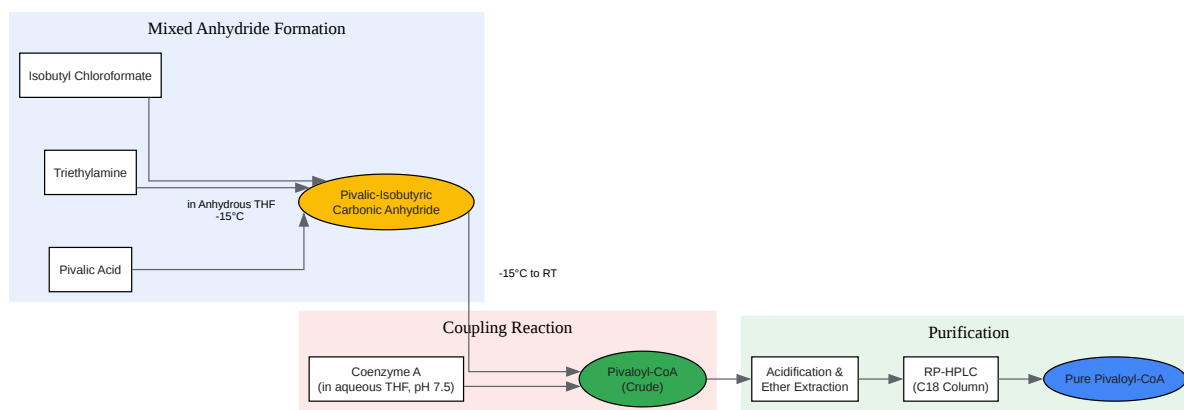 Mixed Anhydride Formation
Isobutyl Chloroformate
Triethylamine
in Anhydrous THF
-15°C
Pivalic-Isobutyric
Carbonic Anhydride
Pivalic Acid
-15°C to RT
Coupling Reaction
Coenzyme A
(in aqueous THF, pH 7.5)
Pivaloyl-CoA
(Crude)
Purification
Acidification &
Ether Extraction
RP-HPLC
(C18 Column)
Pure Pivaloyl-CoA